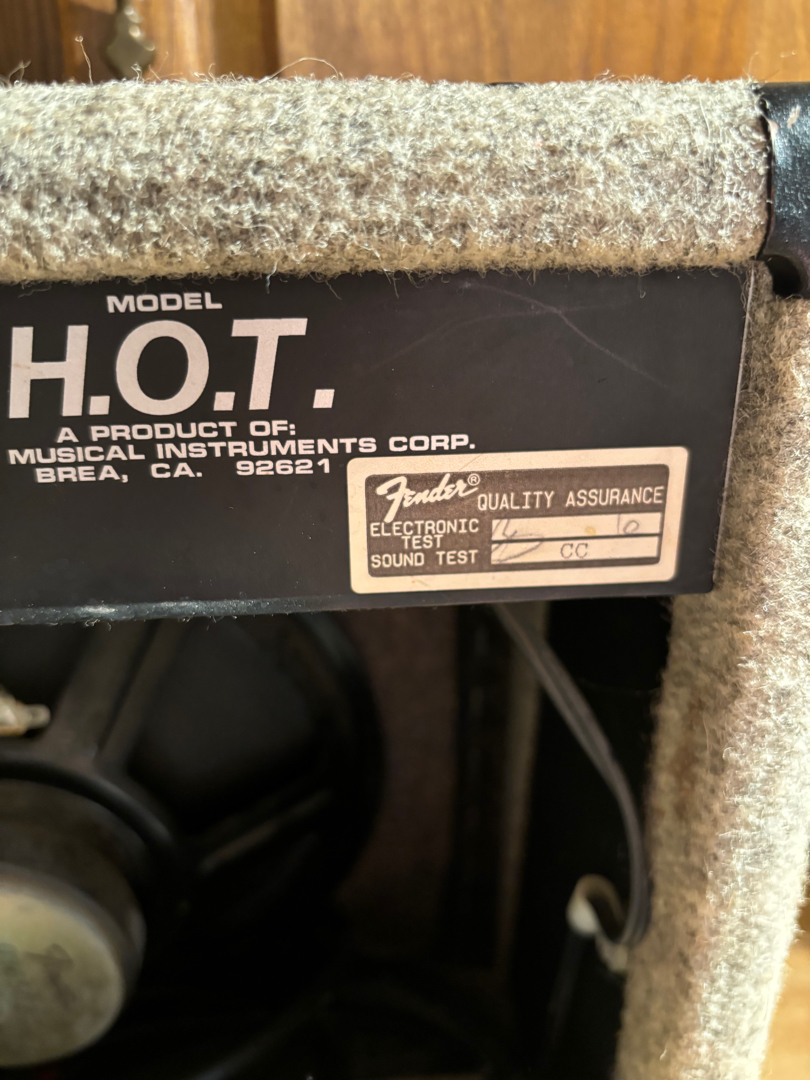 MODEL
H.O.T.
A PRODUCT OF:
MUSICAL INSTRUMENTS CORP.
BREA, CA. 92621
Fender® QUALITY ASSURANCE
ELECTRONIC
TEST
SOUND TEST CC